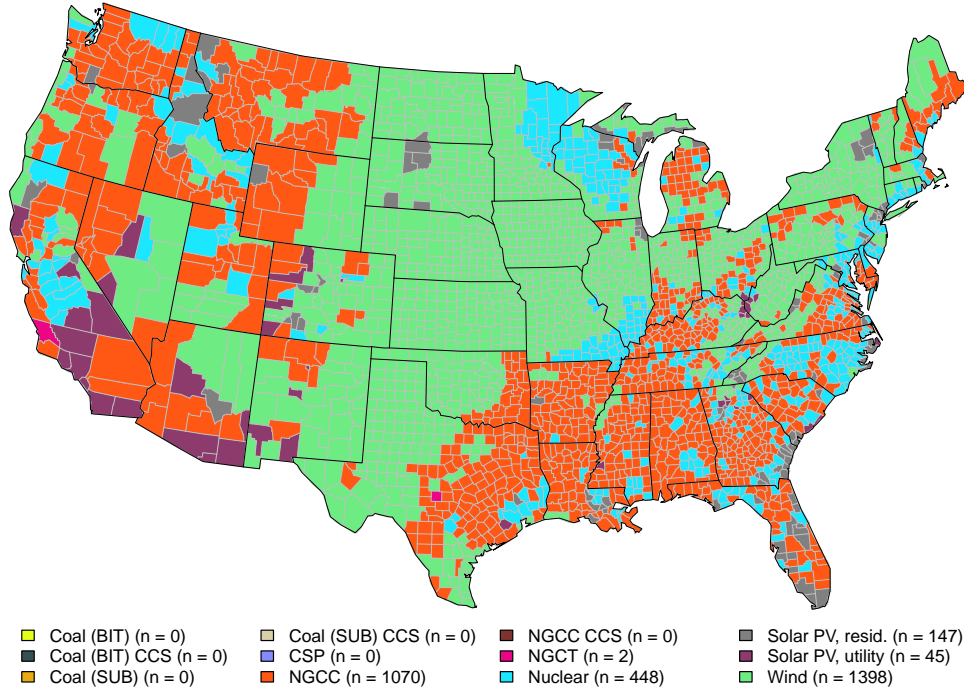 Coal (BIT) (n = 0) Coal (SUB) CCS (n = 0) NGCC CCS (n = 0) Solar PV, resid. (n = 147)
Coal (BIT) CCS (n = 0) CSP (n = 0) NGCT (n = 2) Solar PV, utility (n = 45)
Coal (SUB) (n = 0) NGCC (n = 1070) Nuclear (n = 448) Wind (n = 1398)